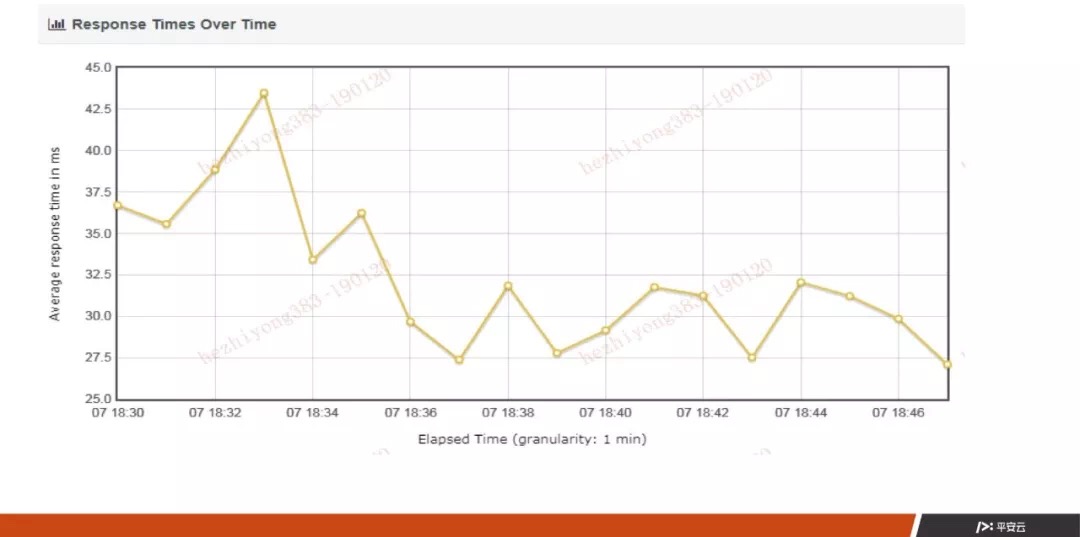 Response Times Over Time
45.0
42.5
40.0
37.5
35.0
32.5
30.0
27.5
25.0
Average response time in ms
hezhiyong383-190120
hezhiyong383-190120
hezhiyong383-190120
hezhiyong383-190120
07 18:30 07 18:32 07 18:34 07 18:36 07 18:38 07 18:40 07 18:42 07 18:44 07 18:46
Elapsed Time (granularity: 1 min)
平安云